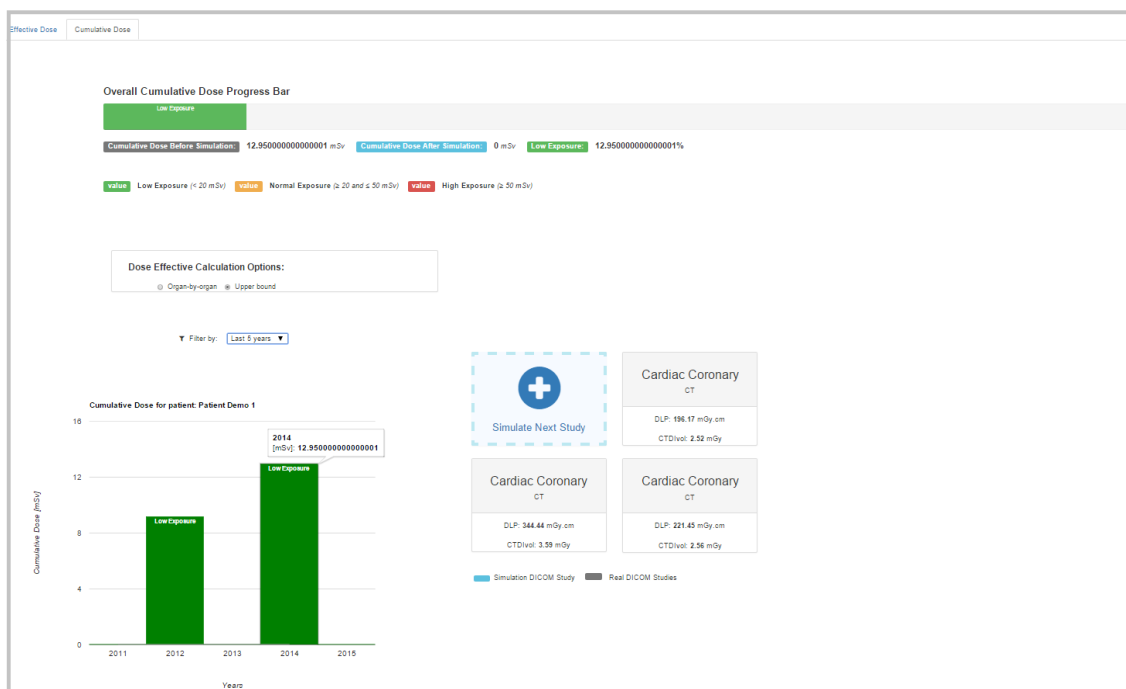 Effective Dose Cumulative Dose
Overall Cumulative Dose Progress Bar
Low Exposure
Cumulative Dose Before Simulation: 12.950000000000001 mSv Cumulative Dose After Simulation: 0 mSv Low Exposure: 12.950000000000001%
value Low Exposure (< 20 mSv) value Normal Exposure (≥ 20 and ≤ 50 mSv) value High Exposure (≥ 50 mSv)
Dose Effective Calculation Options:
Organ-by-organ Upper bound
Filter by: Last 5 years ▼
Cumulative Dose for patient: Patient Demo 1
16
12
8
4
0
Cumulative Dose [mSv]
2014
[mSv]: 12.950000000000001
Low Exposure
Low Exposure
2011 2012 2013 2014 2015
Years
Simulate Next Study
Cardiac Coronary
CT
DLP: 196.17 mGy.cm
CTDIvol: 2.52 mGy
Cardiac Coronary
CT
DLP: 344.44 mGy.cm
CTDIvol: 3.59 mGy
Cardiac Coronary
CT
DLP: 221.45 mGy.cm
CTDIvol: 2.56 mGy
Simulation DICOM Study Real DICOM Studies